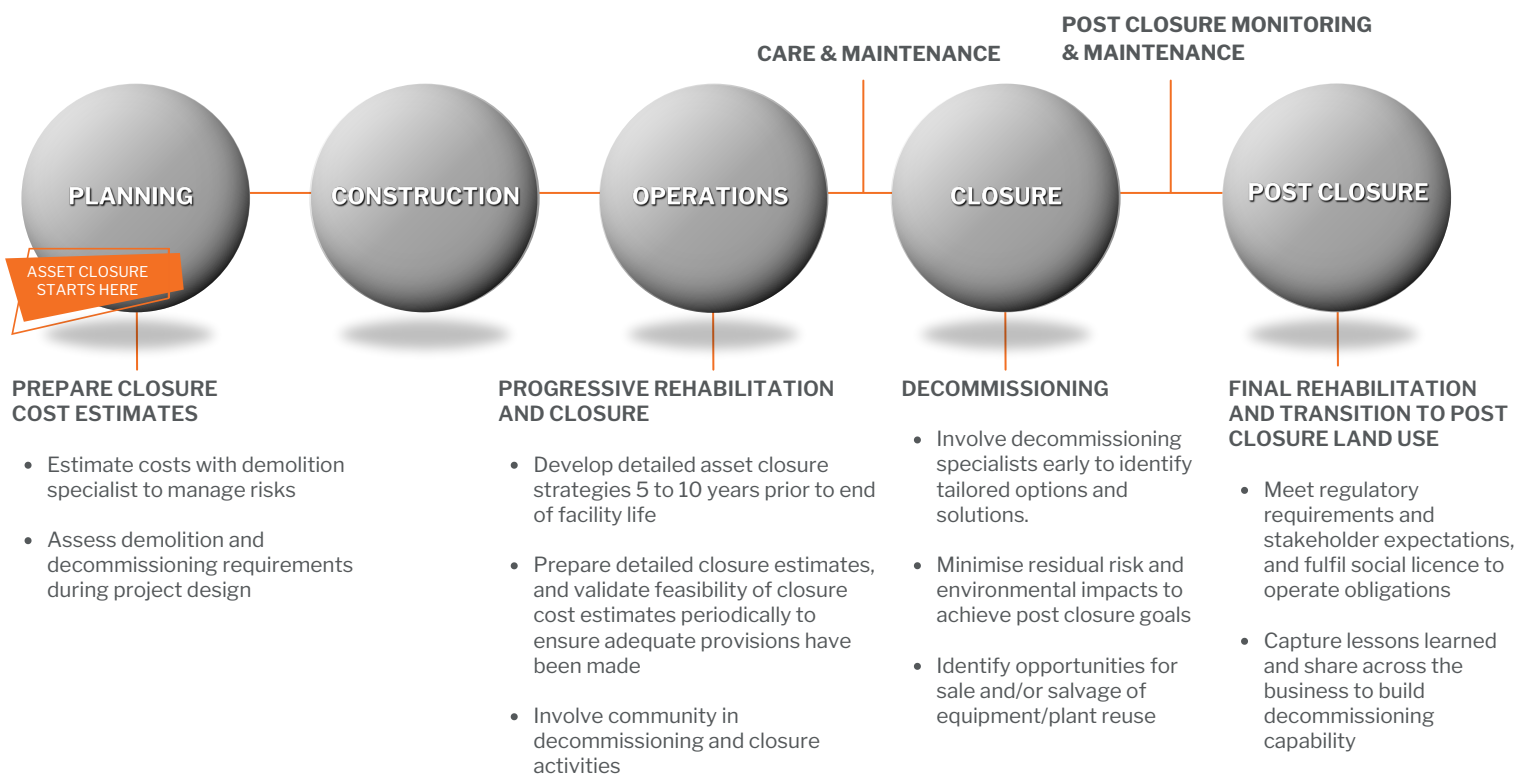 POST CLOSURE MONITORING
& MAINTENANCE
CARE & MAINTENANCE
PLANNING
CONSTRUCTION
OPERATIONS
CLOSURE
POST CLOSURE
ASSET CLOSURE
STARTS HERE
PREPARE CLOSURE
COST ESTIMATES
• Estimate costs with demolition
specialist to manage risks
• Assess demolition and
decommissioning requirements
during project design
PROGRESSIVE REHABILITATION
AND CLOSURE
• Develop detailed asset closure
strategies 5 to 10 years prior to end
of facility life
• Prepare detailed closure estimates,
and validate feasibility of closure
cost estimates periodically to
ensure adequate provisions have
been made
• Involve community in
decommissioning and closure
activities
DECOMMISSIONING
• Involve decommissioning
specialists early to identify
tailored options and
solutions.
• Minimise residual risk and
environmental impacts to
achieve post closure goals
• Identify opportunities for
sale and/or salvage of
equipment/plant reuse
FINAL REHABILITATION
AND TRANSITION TO POST
CLOSURE LAND USE
• Meet regulatory
requirements and
stakeholder expectations,
and fulfil social licence to
operate obligations
• Capture lessons learned
and share across the
business to build
decommissioning
capability